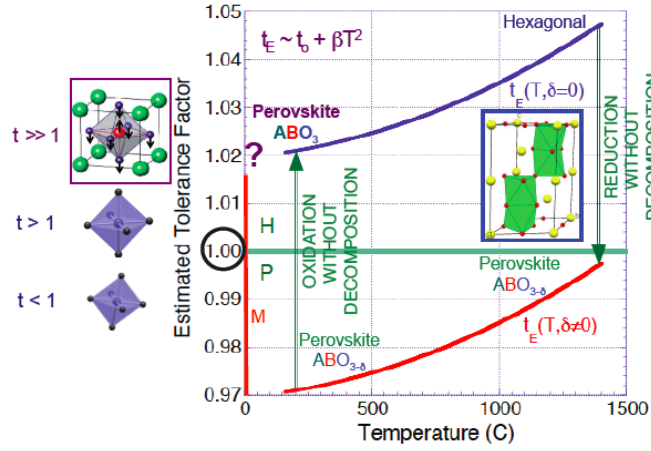 t >> 1
t > 1
t < 1
Estimated Tolerance Factor
1.05
1.04
1.03
1.02
1.01
1.00
0.99
0.98
0.97
t_E ~ t_o + βT²
Hexagonal
t_E(T,δ=0)
Perovskite
ABO₃
?
H
P
M
OXIDATION
WITHOUT
DECOMPOSITION
REDUCTION
WITHOUT
DECOMPO
Perovskite
ABO₃₋δ
t_E(T,δ≠0)
Perovskite
ABO₃₋δ
0
500
1000
1500
Temperature (C)